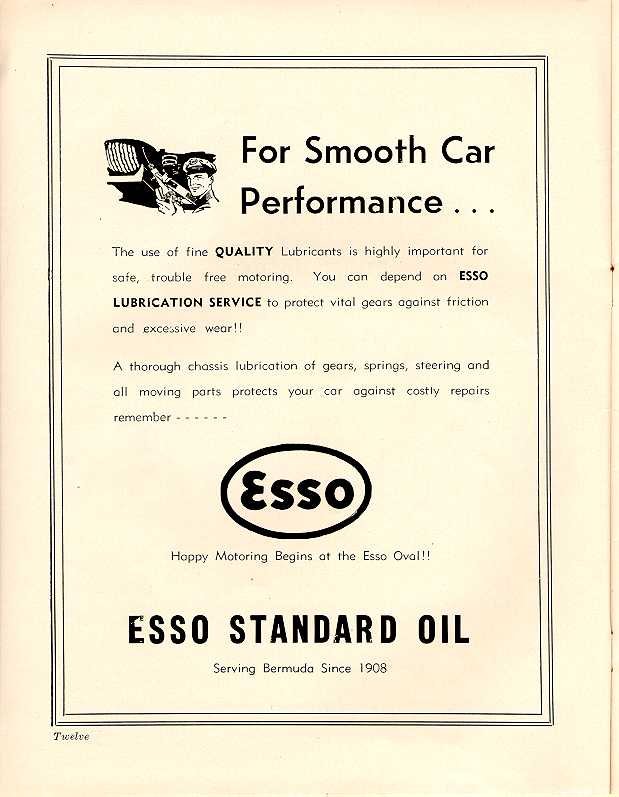 For Smooth Car
Performance . . .
The use of fine QUALITY Lubricants is highly important for
safe, trouble free motoring. You can depend on ESSO
LUBRICATION SERVICE to protect vital gears against friction
and excessive wear!!
A thorough chassis lubrication of gears, springs, steering and
all moving parts protects your car against costly repairs
remember - - - - - -
Esso
Happy Motoring Begins at the Esso Oval!!
ESSO STANDARD OIL
Serving Bermuda Since 1908
Twelve